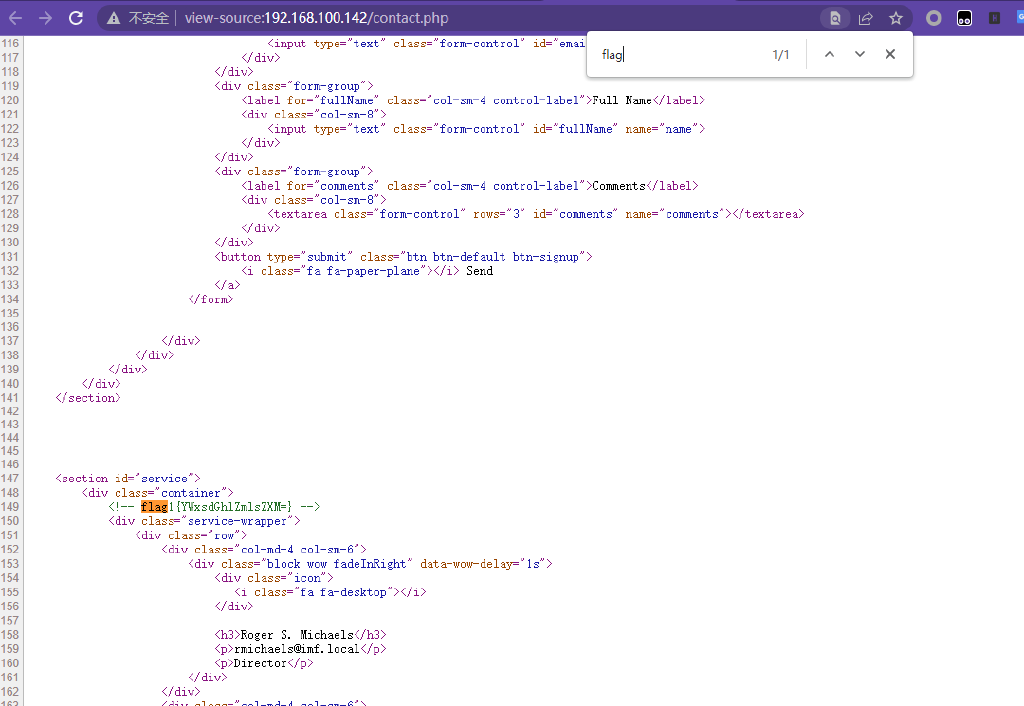 不安全 | view-source:192.168.100.142/contact.php
flag 1/1
116 <input type="text" class="form-control" id="emai
117 </div>
118 </div>
119 <div class="form-group">
120 <label for="fullName" class="col-sm-4 control-label">Full Name</label>
121 <div class="col-sm-8">
122 <input type="text" class="form-control" id="fullName" name="name">
123 </div>
124 </div>
125 <div class="form-group">
126 <label for="comments" class="col-sm-4 control-label">Comments</label>
127 <div class="col-sm-8">
128 <textarea class="form-control" rows="3" id="comments" name="comments"></textarea>
129 </div>
130 </div>
131 <button type="submit" class="btn btn-default btn-signup">
132 <i class="fa fa-paper-plane"></i> Send
133 </a>
134 </form>
135
136
137 </div>
138 </div>
139 </div>
140 </div>
141 </section>
142
143
144
145
146
147 <section id="service">
148 <div class="container">
149 <!-- flag1{YWxsdGhlZmlsZXM=} -->
150 <div class="service-wrapper">
151 <div class="row">
152 <div class="col-md-4 col-sm-6">
153 <div class="block wow fadeInRight" data-wow-delay="1s">
154 <div class="icon">
155 <i class="fa fa-desktop"></i>
156 </div>
157
158 <h3>Roger S. Michaels</h3>
159 <p>rmichaels@imf.local</p>
160 <p>Director</p>
161 </div>
162 </div>
163 <div class="col-md-4 col-sm-6">